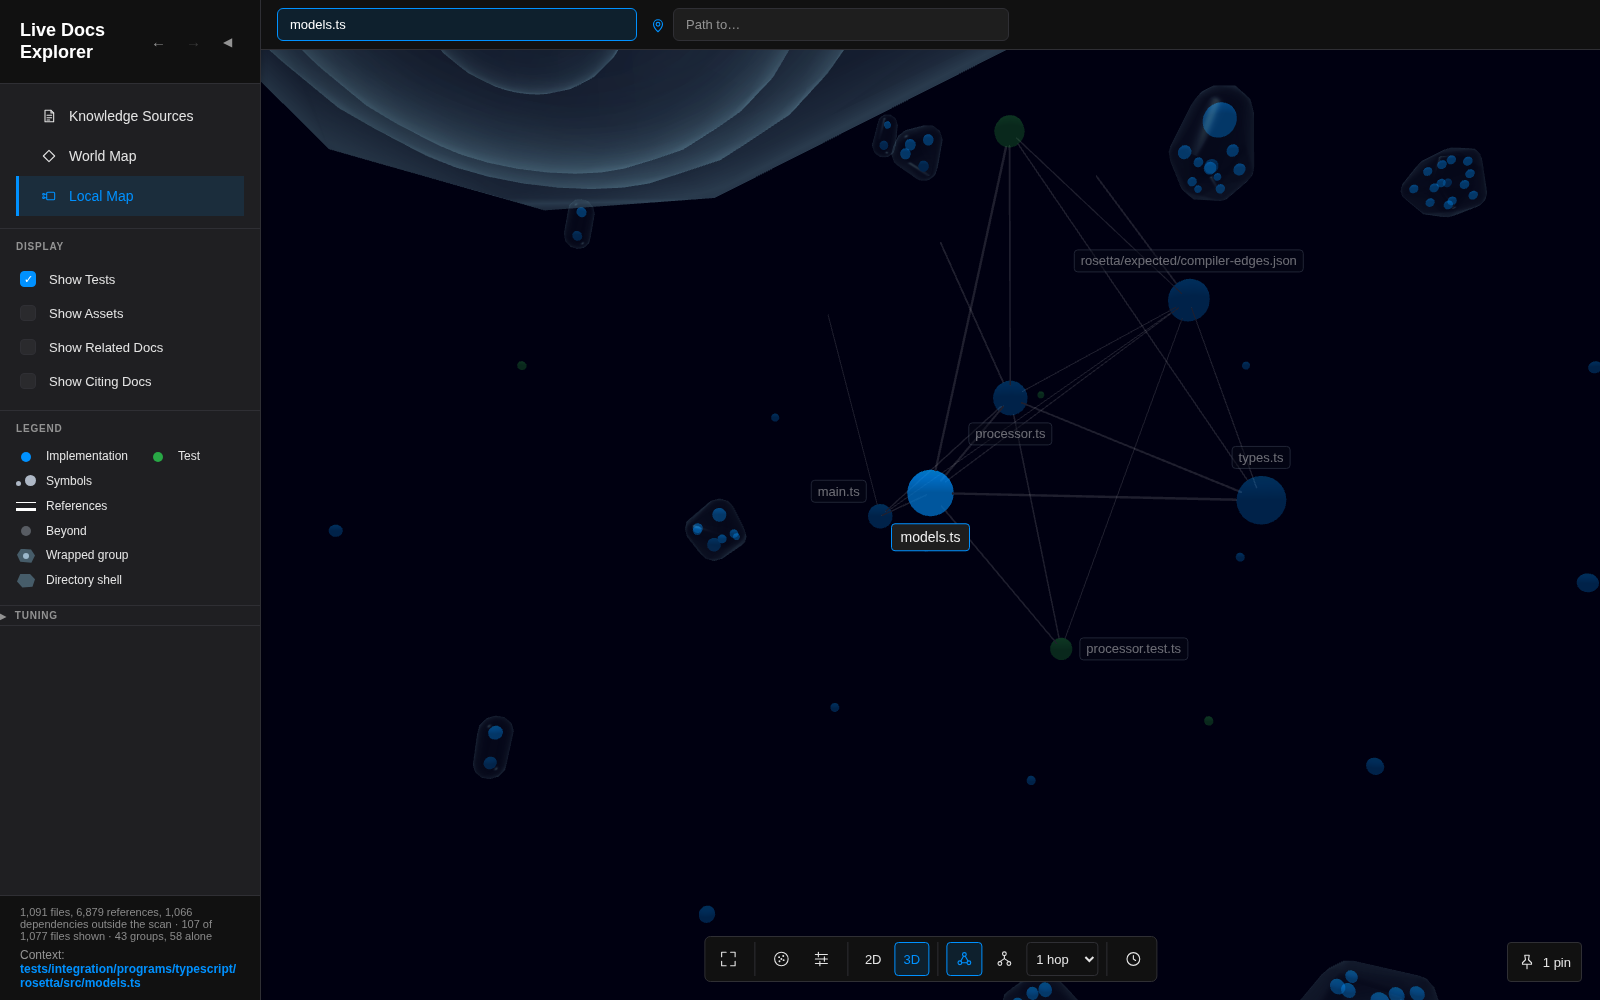 Live Docs
Explorer
models.ts
Path to…
Knowledge Sources
World Map
Local Map
DISPLAY
Show Tests
Show Assets
Show Related Docs
Show Citing Docs
LEGEND
Implementation
Test
Symbols
References
Beyond
Wrapped group
Directory shell
TUNING
1,091 files, 6,879 references, 1,066
dependencies outside the scan · 107 of
1,077 files shown · 43 groups, 58 alone
Context:
tests/integration/programs/typescript/
rosetta/src/models.ts
rosetta/expected/compiler-edges.json
processor.ts
types.ts
main.ts
models.ts
processor.test.ts
2D
3D
1 hop
1 pin